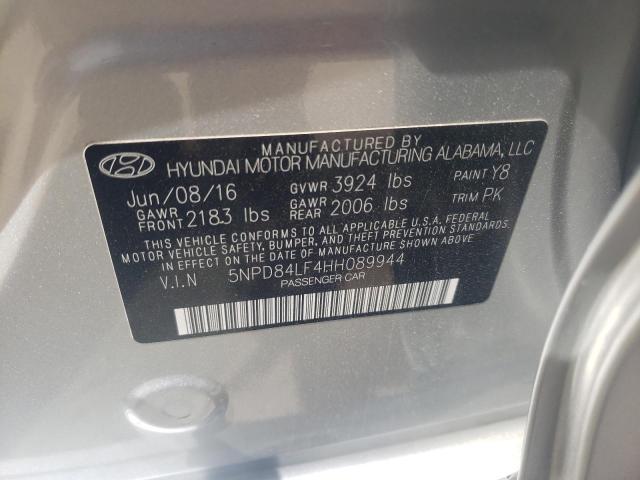 MANUFACTURED BY
HYUNDAI MOTOR MANUFACTURING ALABAMA, LLC
Jun/08/16 GVWR 3924 lbs PAINT Y8
GAWR FRONT 2183 lbs GAWR REAR 2006 lbs TRIM PK
THIS VEHICLE CONFORMS TO ALL APPLICABLE U.S.A. FEDERAL
MOTOR VEHICLE SAFETY, BUMPER, AND THEFT PREVENTION
STANDARDS IN EFFECT ON THE DATE OF MANUFACTURE SHOWN ABOVE.
V.I.N 5NPD84LF4HH089944
PASSENGER CAR